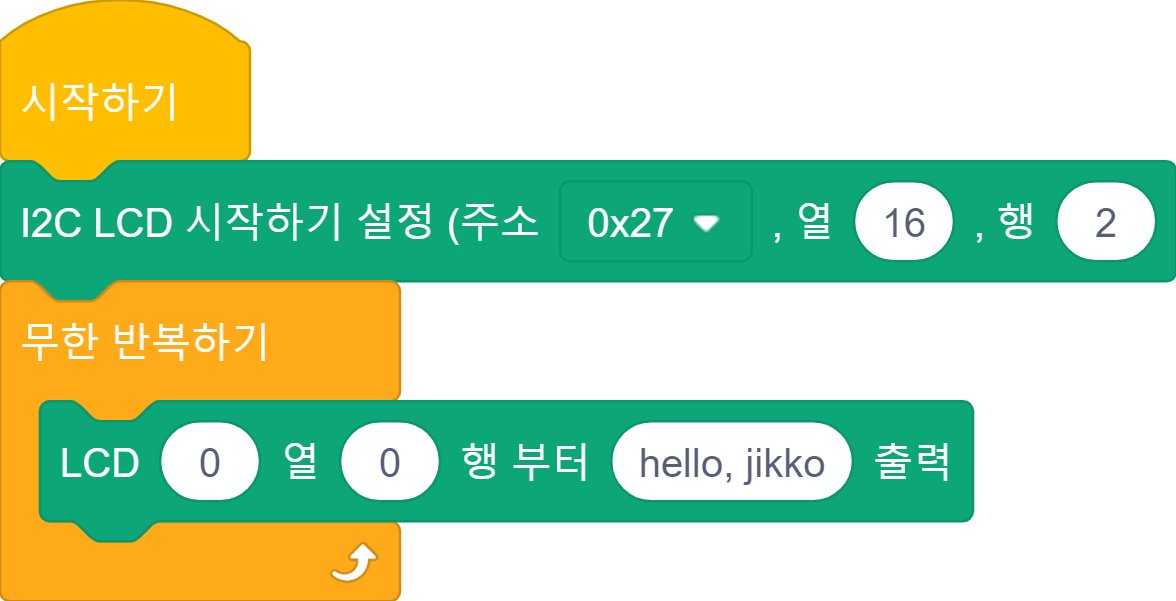 시작하기
I2C LCD 시작하기 설정 (주소 0x27 , 열 16 , 행 2
무한 반복하기
LCD 0 열 0 행 부터 hello, jikko 출력